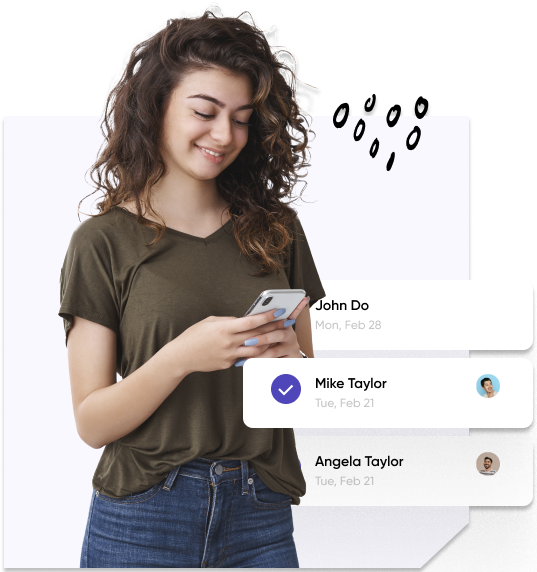 John Do
Mon, Feb 28
Mike Taylor
Tue, Feb 21
Angela Taylor
Tue, Feb 21